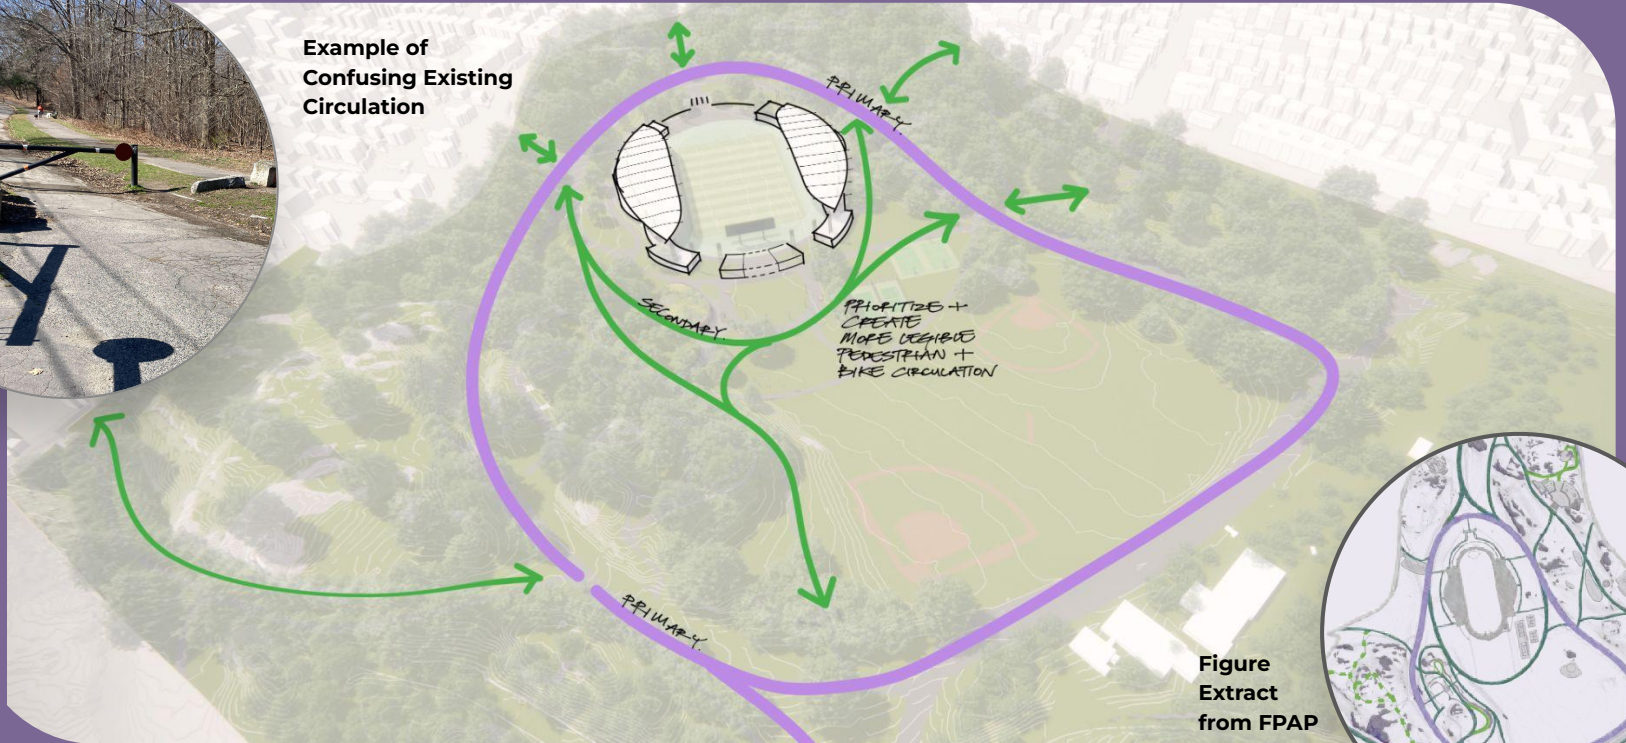 Example of
Confusing Existing
Circulation
PRIMARY.
SECONDARY.
PRIORITIZE +
CREATE
MORE LEGIBLE
PEDESTRIAN +
BIKE CIRCULATION
PRIMARY.
Figure
Extract
from FPAP